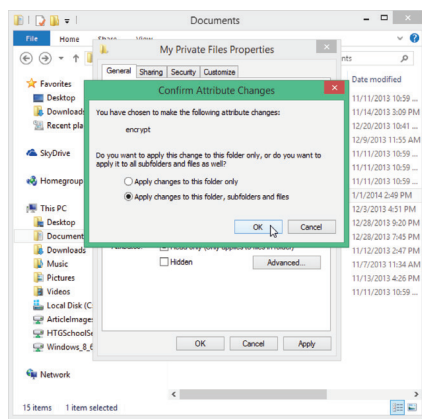 Documents
File Home Share View
My Private Files Properties
General Sharing Security Customize
Date modified
Confirm Attribute Changes
You have chosen to make the following attribute changes:
encrypt
Do you want to apply this change to this folder only, or do you want to
apply it to all subfolders and files as well?
Apply changes to this folder only
Apply changes to this folder, subfolders and files
OK Cancel
Hidden Advanced...
OK Cancel Apply
Favorites
Desktop
Downloads
Recent pla
SkyDrive
Homegroup
This PC
Desktop
Document
Downloads
Music
Pictures
Videos
Local Disk (C:
ArticleImage
HTGSchoolSe
Windows_8_6
Network
11/11/2013 10:59 ...
11/14/2013 3:09 PM
12/20/2013 10:41 ...
12/9/2013 11:55 AM
11/11/2013 10:59 ...
11/11/2013 10:59 ...
11/11/2013 10:59 ...
1/1/2014 2:49 PM
12/3/2013 4:51 PM
12/28/2013 9:20 PM
12/28/2013 7:45 PM
11/12/2013 2:47 PM
11/7/2013 11:34 AM
11/13/2013 4:26 PM
11/11/2013 10:59 ...
15 items 1 item selected